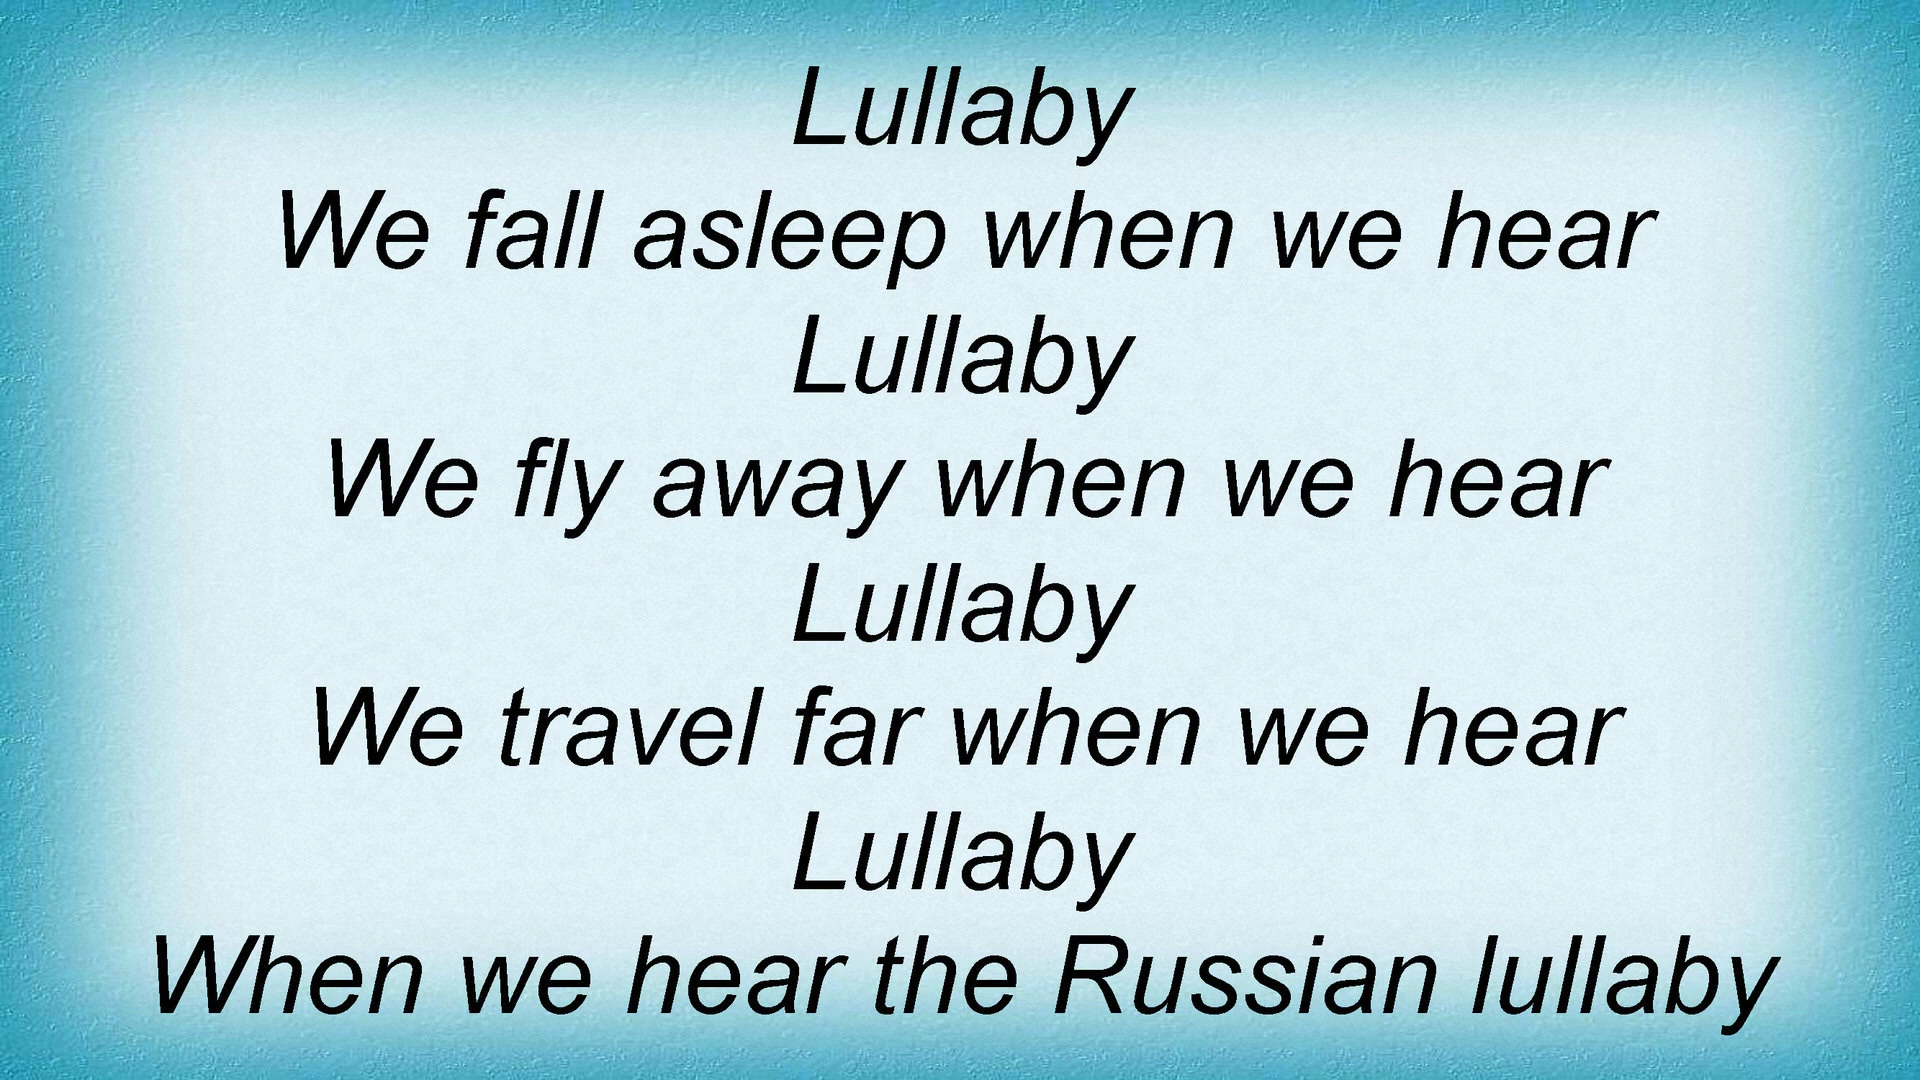 Lullaby
We fall asleep when we hear
Lullaby
We fly away when we hear
Lullaby
We travel far when we hear
Lullaby
When we hear the Russian lullaby